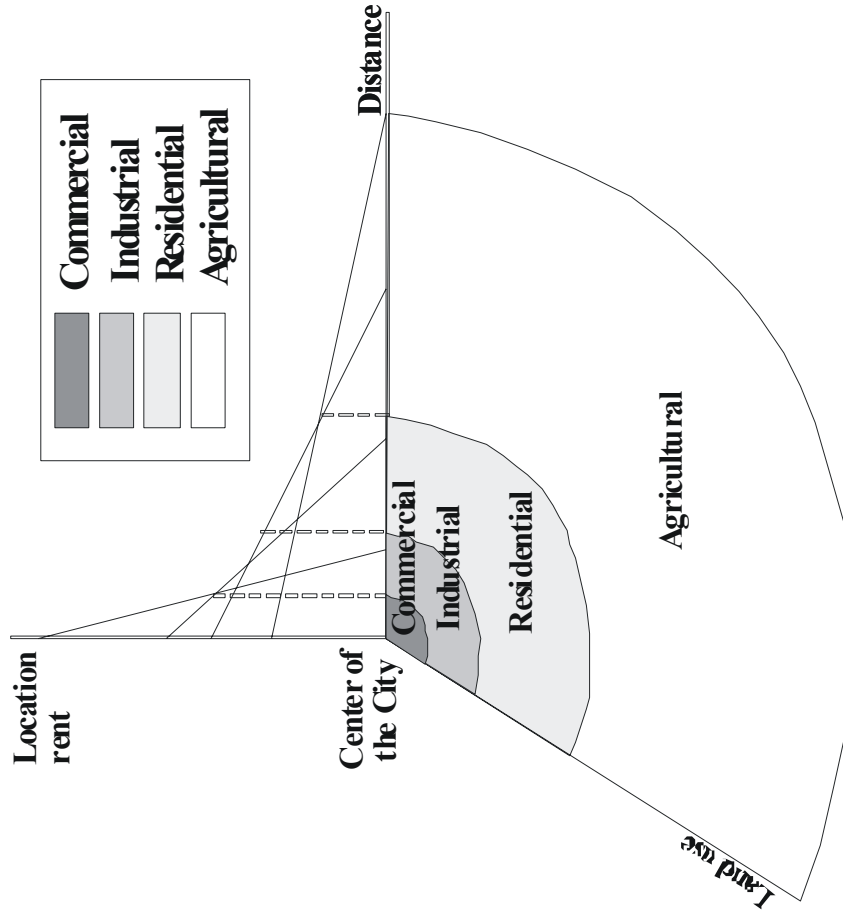 Location
rent
Center of
the City
Distance
Commercial
Industrial
Residential
Agricultural
Commercial
Industrial
Residential
Agricultural
Land use